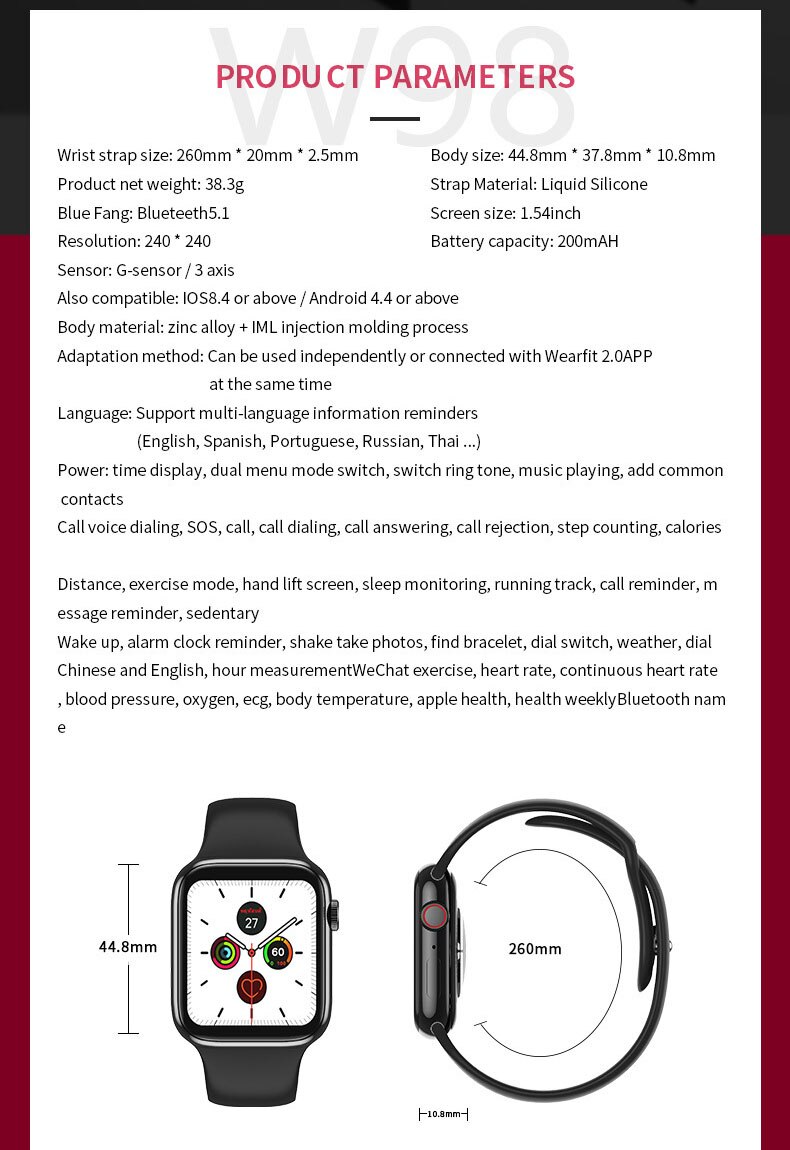 W98
PRODUCT PARAMETERS
Wrist strap size: 260mm * 20mm * 2.5mm
Body size: 44.8mm * 37.8mm * 10.8mm
Product net weight: 38.3g
Strap Material: Liquid Silicone
Blue Fang: Blueteeth5.1
Screen size: 1.54inch
Resolution: 240 * 240
Battery capacity: 200mAH
Sensor: G-sensor / 3 axis
Also compatible: IOS8.4 or above / Android 4.4 or above
Body material: zinc alloy + IML injection molding process
Adaptation method: Can be used independently or connected with Wearfit 2.0APP
at the same time
Language: Support multi-language information reminders
(English, Spanish, Portuguese, Russian, Thai ...)
Power: time display, dual menu mode switch, switch ring tone, music playing, add common
contacts
Call voice dialing, SOS, call, call dialing, call answering, call rejection, step counting, calories
Distance, exercise mode, hand lift screen, sleep monitoring, running track, call reminder, m
essage reminder, sedentary
Wake up, alarm clock reminder, shake take photos, find bracelet, dial switch, weather, dial
Chinese and English, hour measurementWeChat exercise, heart rate, continuous heart rate
, blood pressure, oxygen, ecg, body temperature, apple health, health weeklyBluetooth nam
e
27
60
44.8mm
260mm
10.8mm